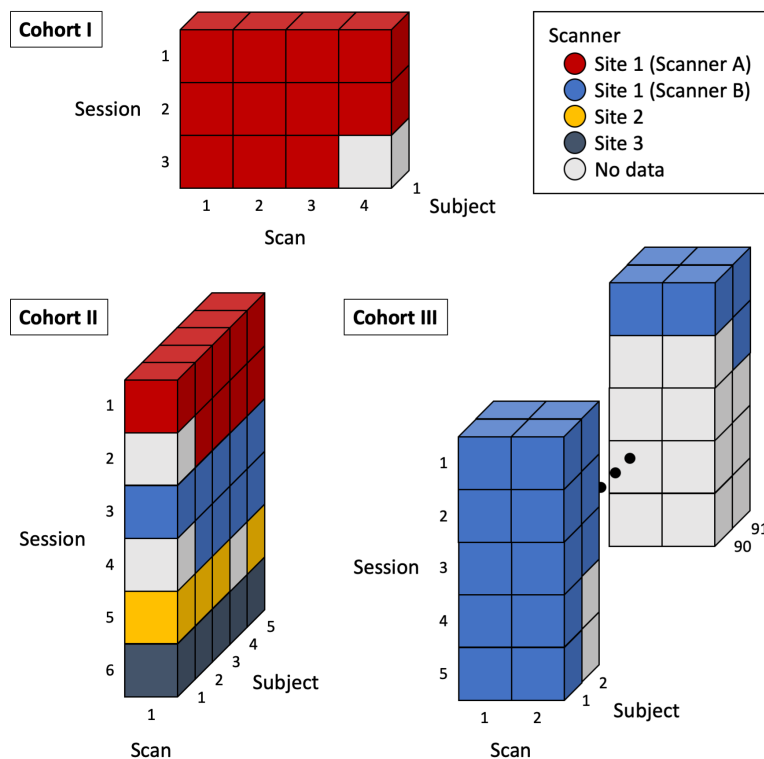 Cohort I
1
Session 2
3
1
1 2 3 4
Subject
Scan
Scanner
Site 1 (Scanner A)
Site 1 (Scanner B)
Site 2
Site 3
No data
Cohort II
1
2
3
Session
4
5
6
5
4
3
2
1
Subject
1
Scan
Cohort III
1
2
3
Session
4
5
91
90
2
1
Subject
1 2
Scan